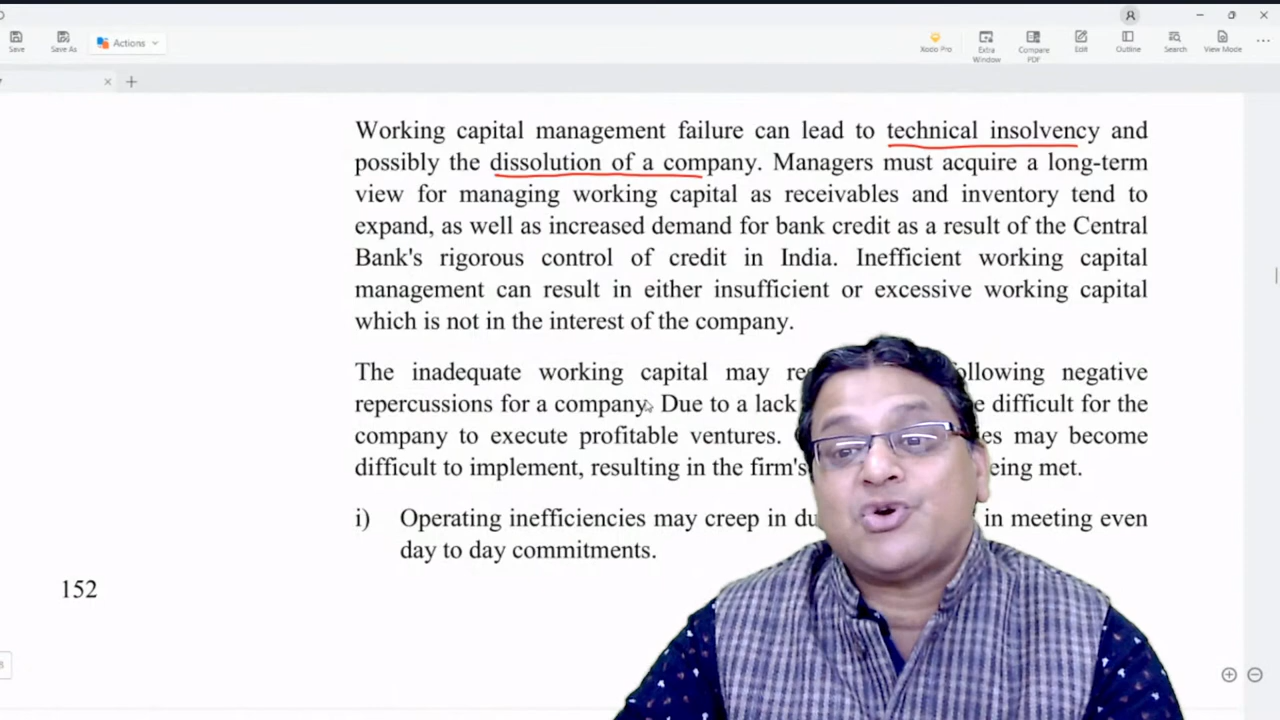 Save
Save As
Actions
Xodo Pro
Extra
Window
Compare
PDF
Edit
Outline
Search
View Mode
Working capital management failure can lead to technical insolvency and
possibly the dissolution of a company. Managers must acquire a long-term
view for managing working capital as receivables and inventory tend to
expand, as well as increased demand for bank credit as a result of the Central
Bank's rigorous control of credit in India. Inefficient working capital
management can result in either insufficient or excessive working capital
which is not in the interest of the company.
The inadequate working capital may negative
repercussions for a company. Due to a lack difficult for the
company to execute profitable ventures. may become
difficult to implement, resulting in the firm's met.
i) Operating inefficiencies may creep in in meeting even
day to day commitments.
152